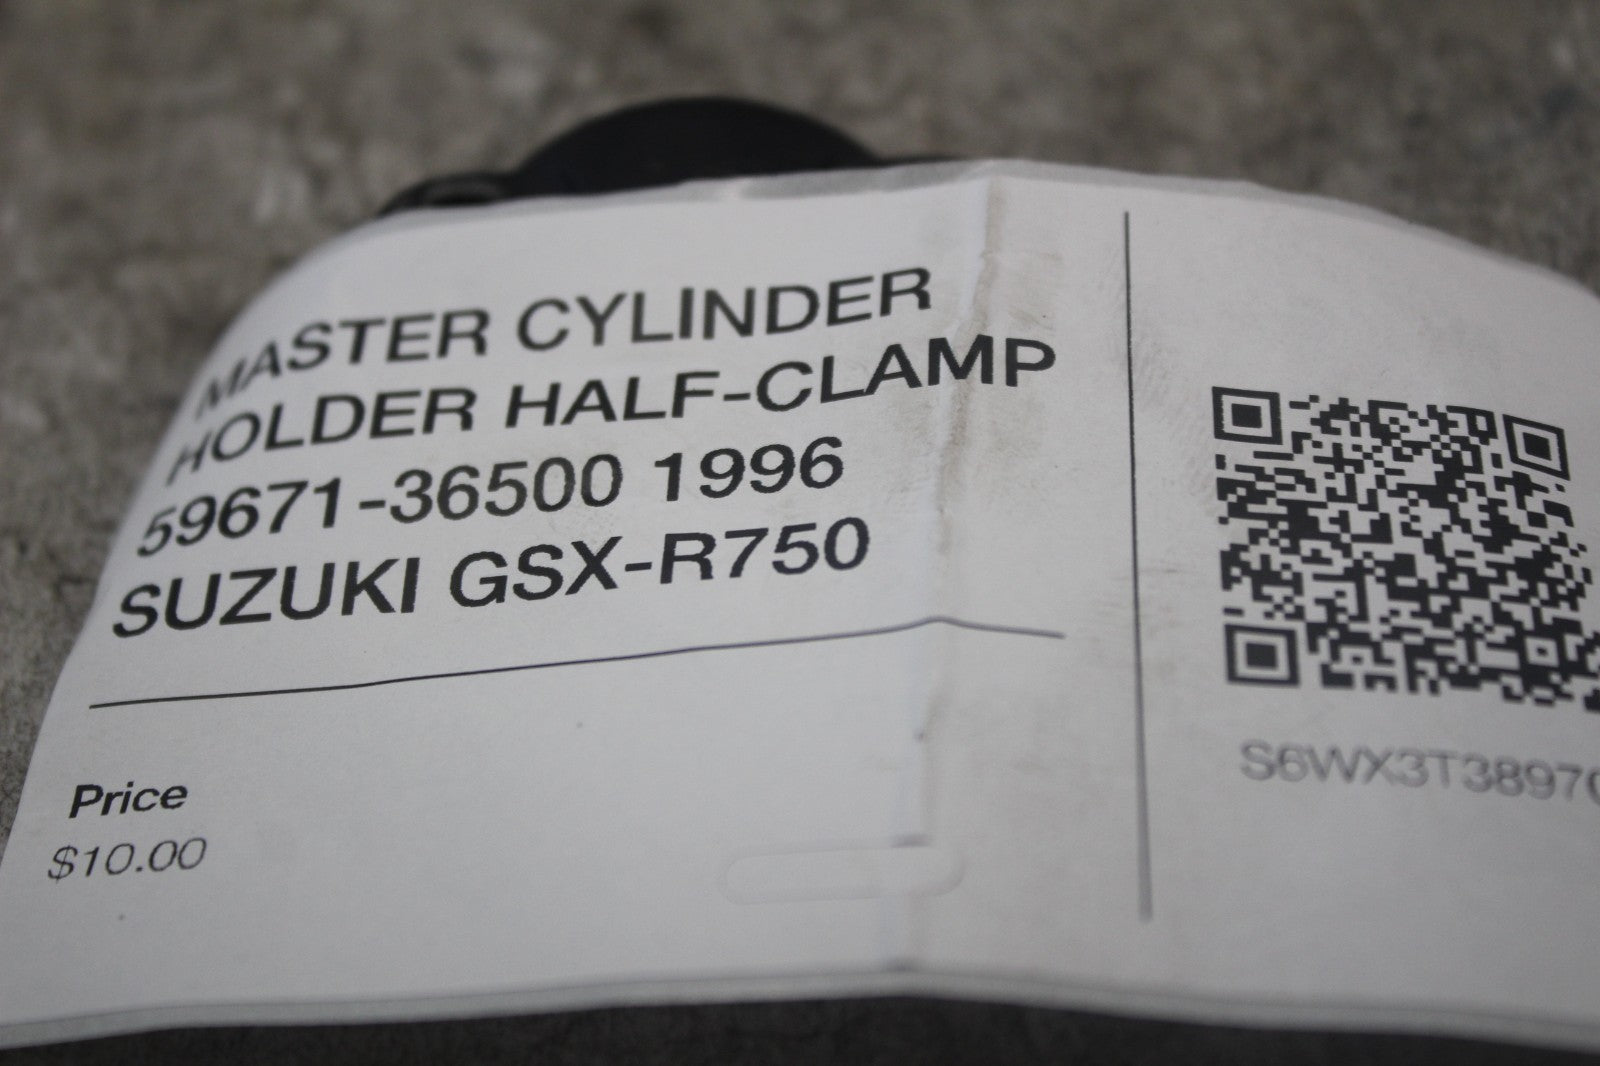 MASTER CYLINDER
HOLDER HALF-CLAMP
59671-36500 1996
SUZUKI GSX-R750
Price
$10.00